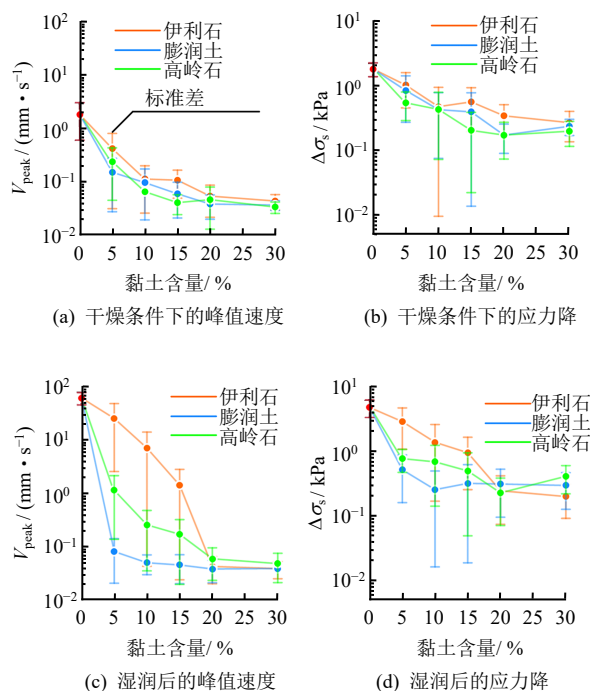 10²
10¹
10⁰
10⁻¹
10⁻²
V_peak / (mm·s⁻¹)
伊利石
膨润土
高岭石
标准差
0 5 10 15 20 25 30
黏土含量/ %
(a) 干燥条件下的峰值速度
10¹
10⁰
10⁻¹
10⁻²
Δσ_s / kPa
伊利石
膨润土
高岭石
0 5 10 15 20 25 30
黏土含量/ %
(b) 干燥条件下的应力降
10²
10¹
10⁰
10⁻¹
10⁻²
V_peak / (mm·s⁻¹)
伊利石
膨润土
高岭石
0 5 10 15 20 25 30
黏土含量/ %
(c) 湿润后的峰值速度
10¹
10⁰
10⁻¹
10⁻²
Δσ_s / kPa
伊利石
膨润土
高岭石
0 5 10 15 20 25 30
黏土含量/ %
(d) 湿润后的应力降